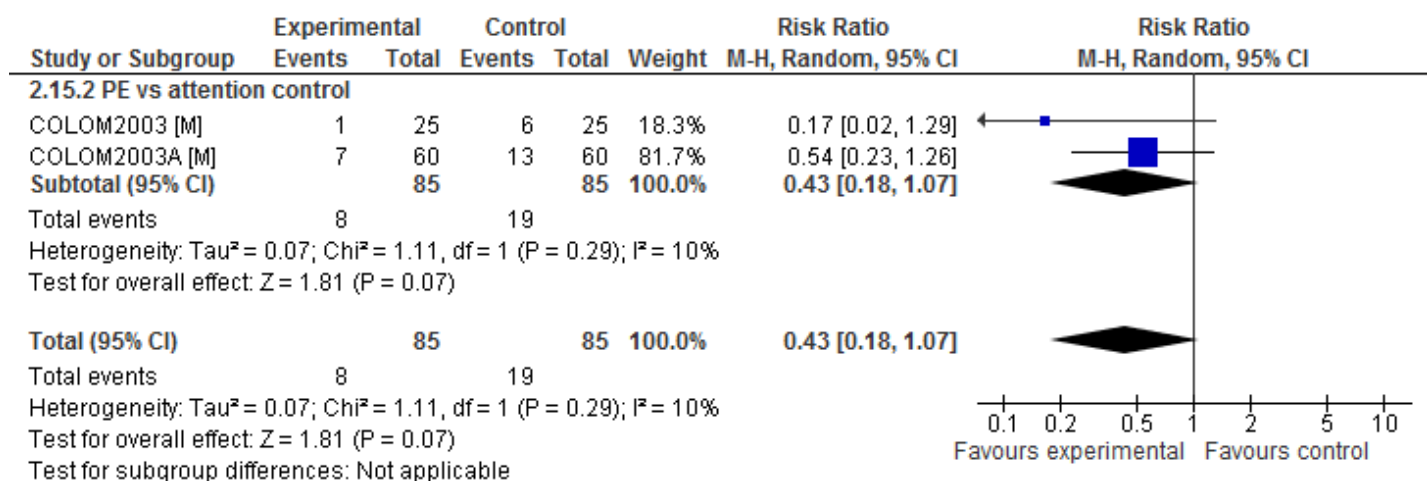 Experimental Control Risk Ratio Risk Ratio
Study or Subgroup Events Total Events Total Weight M-H, Random, 95% CI M-H, Random, 95% CI
2.15.2 PE vs attention control
COLOM2003 [M] 1 25 6 25 18.3% 0.17 [0.02, 1.29]
COLOM2003A [M] 7 60 13 60 81.7% 0.54 [0.23, 1.26]
Subtotal (95% CI) 85 85 100.0% 0.43 [0.18, 1.07]
Total events 8 19
Heterogeneity: Tau² = 0.07; Chi² = 1.11, df = 1 (P = 0.29); I² = 10%
Test for overall effect: Z = 1.81 (P = 0.07)
Total (95% CI) 85 85 100.0% 0.43 [0.18, 1.07]
Total events 8 19
Heterogeneity: Tau² = 0.07; Chi² = 1.11, df = 1 (P = 0.29); I² = 10%
Test for overall effect: Z = 1.81 (P = 0.07)
Test for subgroup differences: Not applicable
0.1 0.2 0.5 1 2 5 10
Favours experimental Favours control